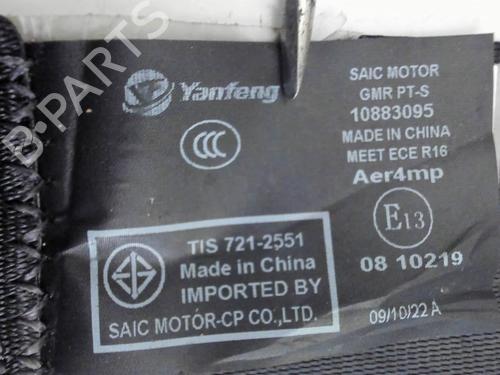 B-PARTS
Yanfeng
SAIC MOTOR
GMR PT-S
10883095
MADE IN CHINA
MEET ECE R16
Aer4mp
CCC
E13
08 10219
TIS 721-2551
Made in China
IMPORTED BY
SAIC MOTOR-CP CO.,LTD.
09/10/22 A